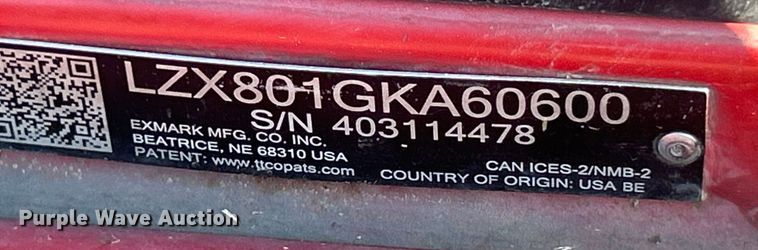 LZX801GKA60600
S/N 403114478
EXMARK MFG. CO. INC.
BEATRICE, NE 68310 USA
PATENT: www.ttcopats.com
CAN ICES-2/NMB-2
COUNTRY OF ORIGIN: USA BE
Purple Wave Auction